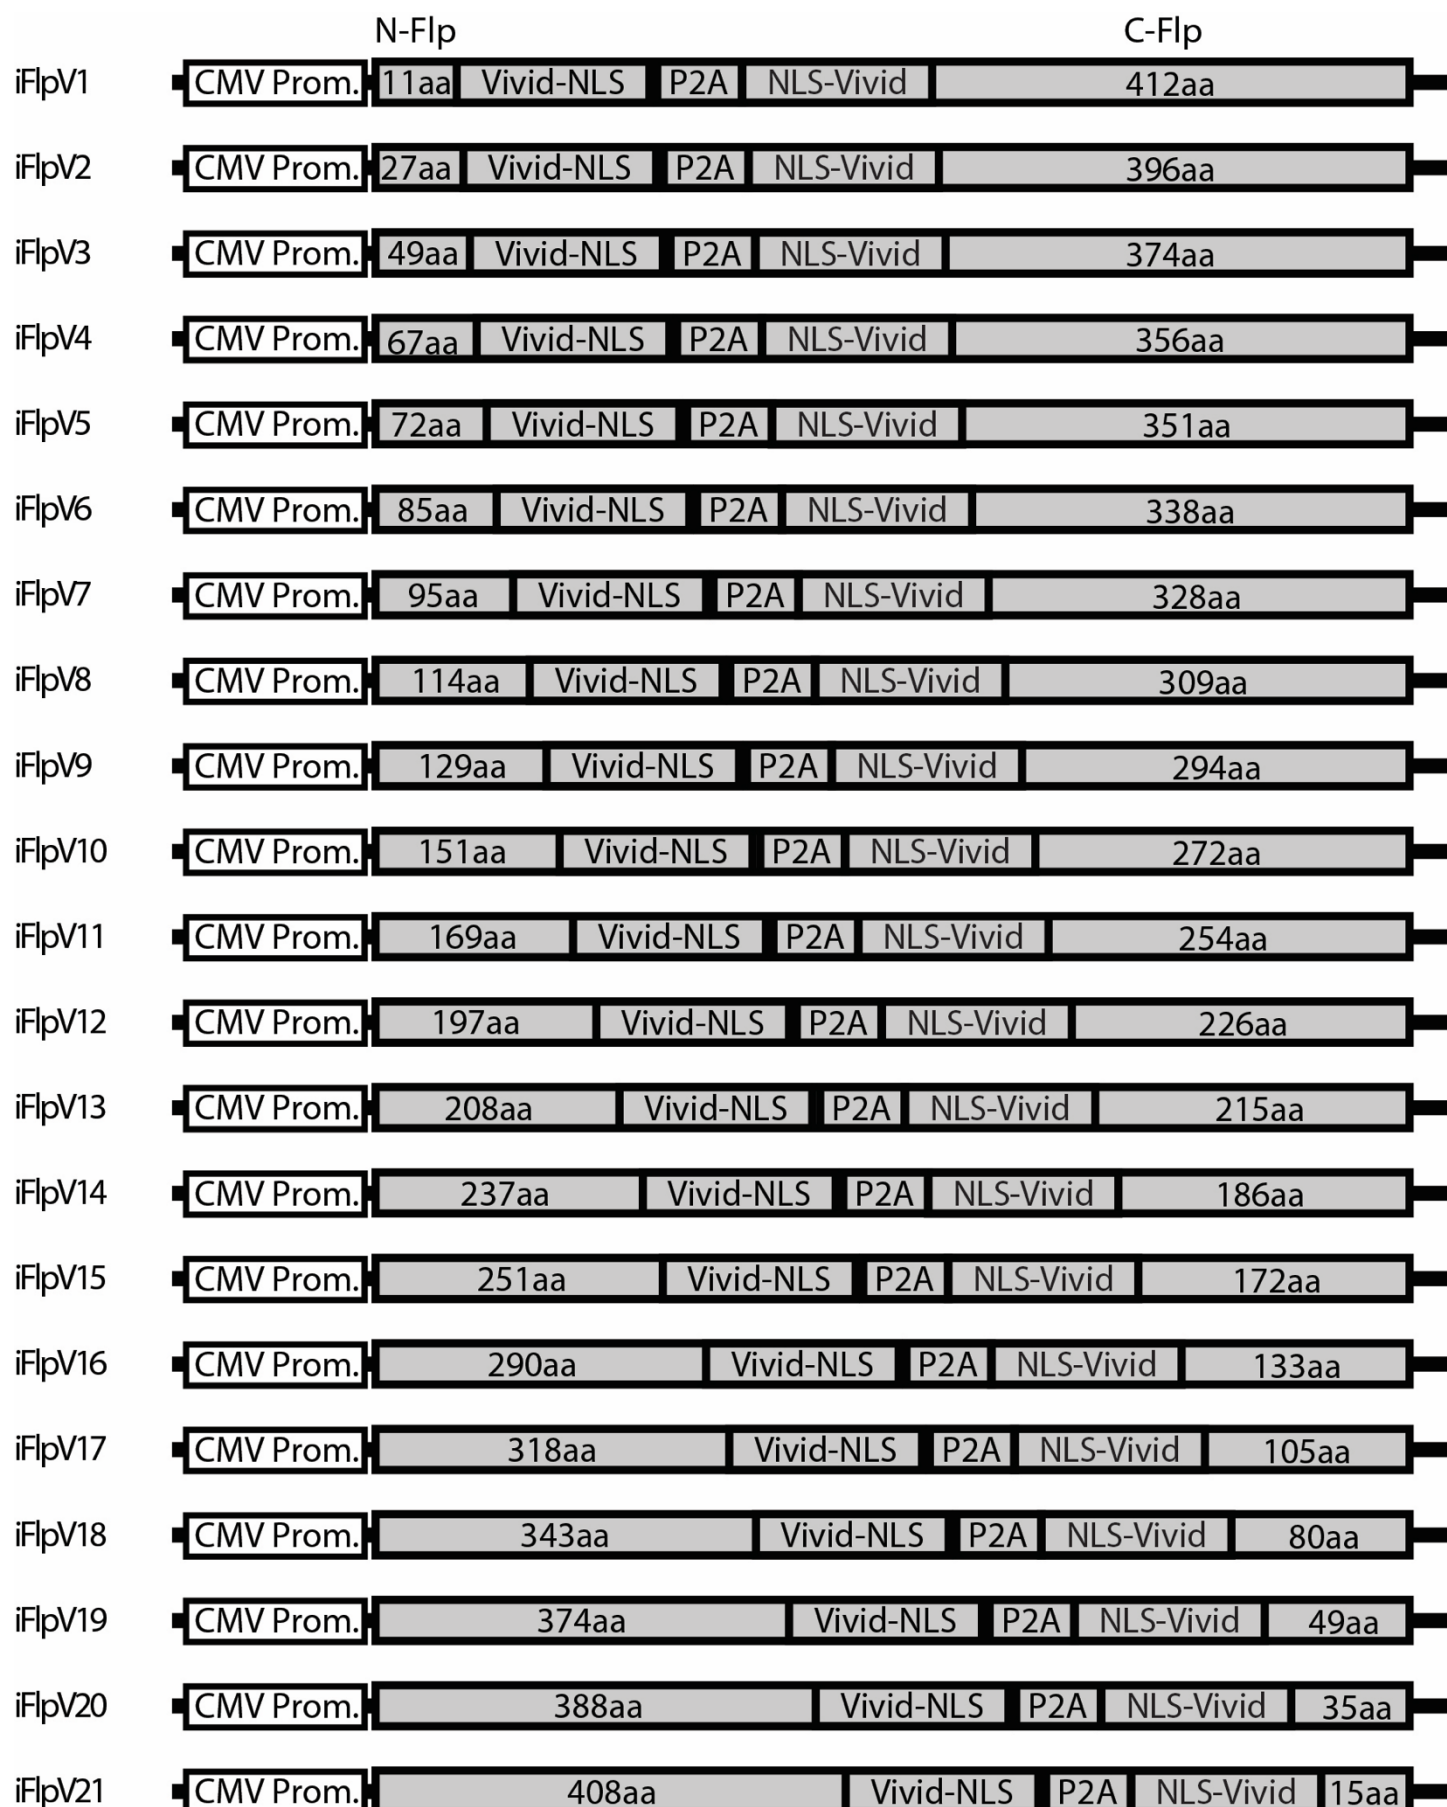 N-Flp C-Flp
iFlpV1 CMV Prom. 11aa Vivid-NLS P2A NLS-Vivid 412aa
iFlpV2 CMV Prom. 27aa Vivid-NLS P2A NLS-Vivid 396aa
iFlpV3 CMV Prom. 49aa Vivid-NLS P2A NLS-Vivid 374aa
iFlpV4 CMV Prom. 67aa Vivid-NLS P2A NLS-Vivid 356aa
iFlpV5 CMV Prom. 72aa Vivid-NLS P2A NLS-Vivid 351aa
iFlpV6 CMV Prom. 85aa Vivid-NLS P2A NLS-Vivid 338aa
iFlpV7 CMV Prom. 95aa Vivid-NLS P2A NLS-Vivid 328aa
iFlpV8 CMV Prom. 114aa Vivid-NLS P2A NLS-Vivid 309aa
iFlpV9 CMV Prom. 129aa Vivid-NLS P2A NLS-Vivid 294aa
iFlpV10 CMV Prom. 151aa Vivid-NLS P2A NLS-Vivid 272aa
iFlpV11 CMV Prom. 169aa Vivid-NLS P2A NLS-Vivid 254aa
iFlpV12 CMV Prom. 197aa Vivid-NLS P2A NLS-Vivid 226aa
iFlpV13 CMV Prom. 208aa Vivid-NLS P2A NLS-Vivid 215aa
iFlpV14 CMV Prom. 237aa Vivid-NLS P2A NLS-Vivid 186aa
iFlpV15 CMV Prom. 251aa Vivid-NLS P2A NLS-Vivid 172aa
iFlpV16 CMV Prom. 290aa Vivid-NLS P2A NLS-Vivid 133aa
iFlpV17 CMV Prom. 318aa Vivid-NLS P2A NLS-Vivid 105aa
iFlpV18 CMV Prom. 343aa Vivid-NLS P2A NLS-Vivid 80aa
iFlpV19 CMV Prom. 374aa Vivid-NLS P2A NLS-Vivid 49aa
iFlpV20 CMV Prom. 388aa Vivid-NLS P2A NLS-Vivid 35aa
iFlpV21 CMV Prom. 408aa Vivid-NLS P2A NLS-Vivid 15aa